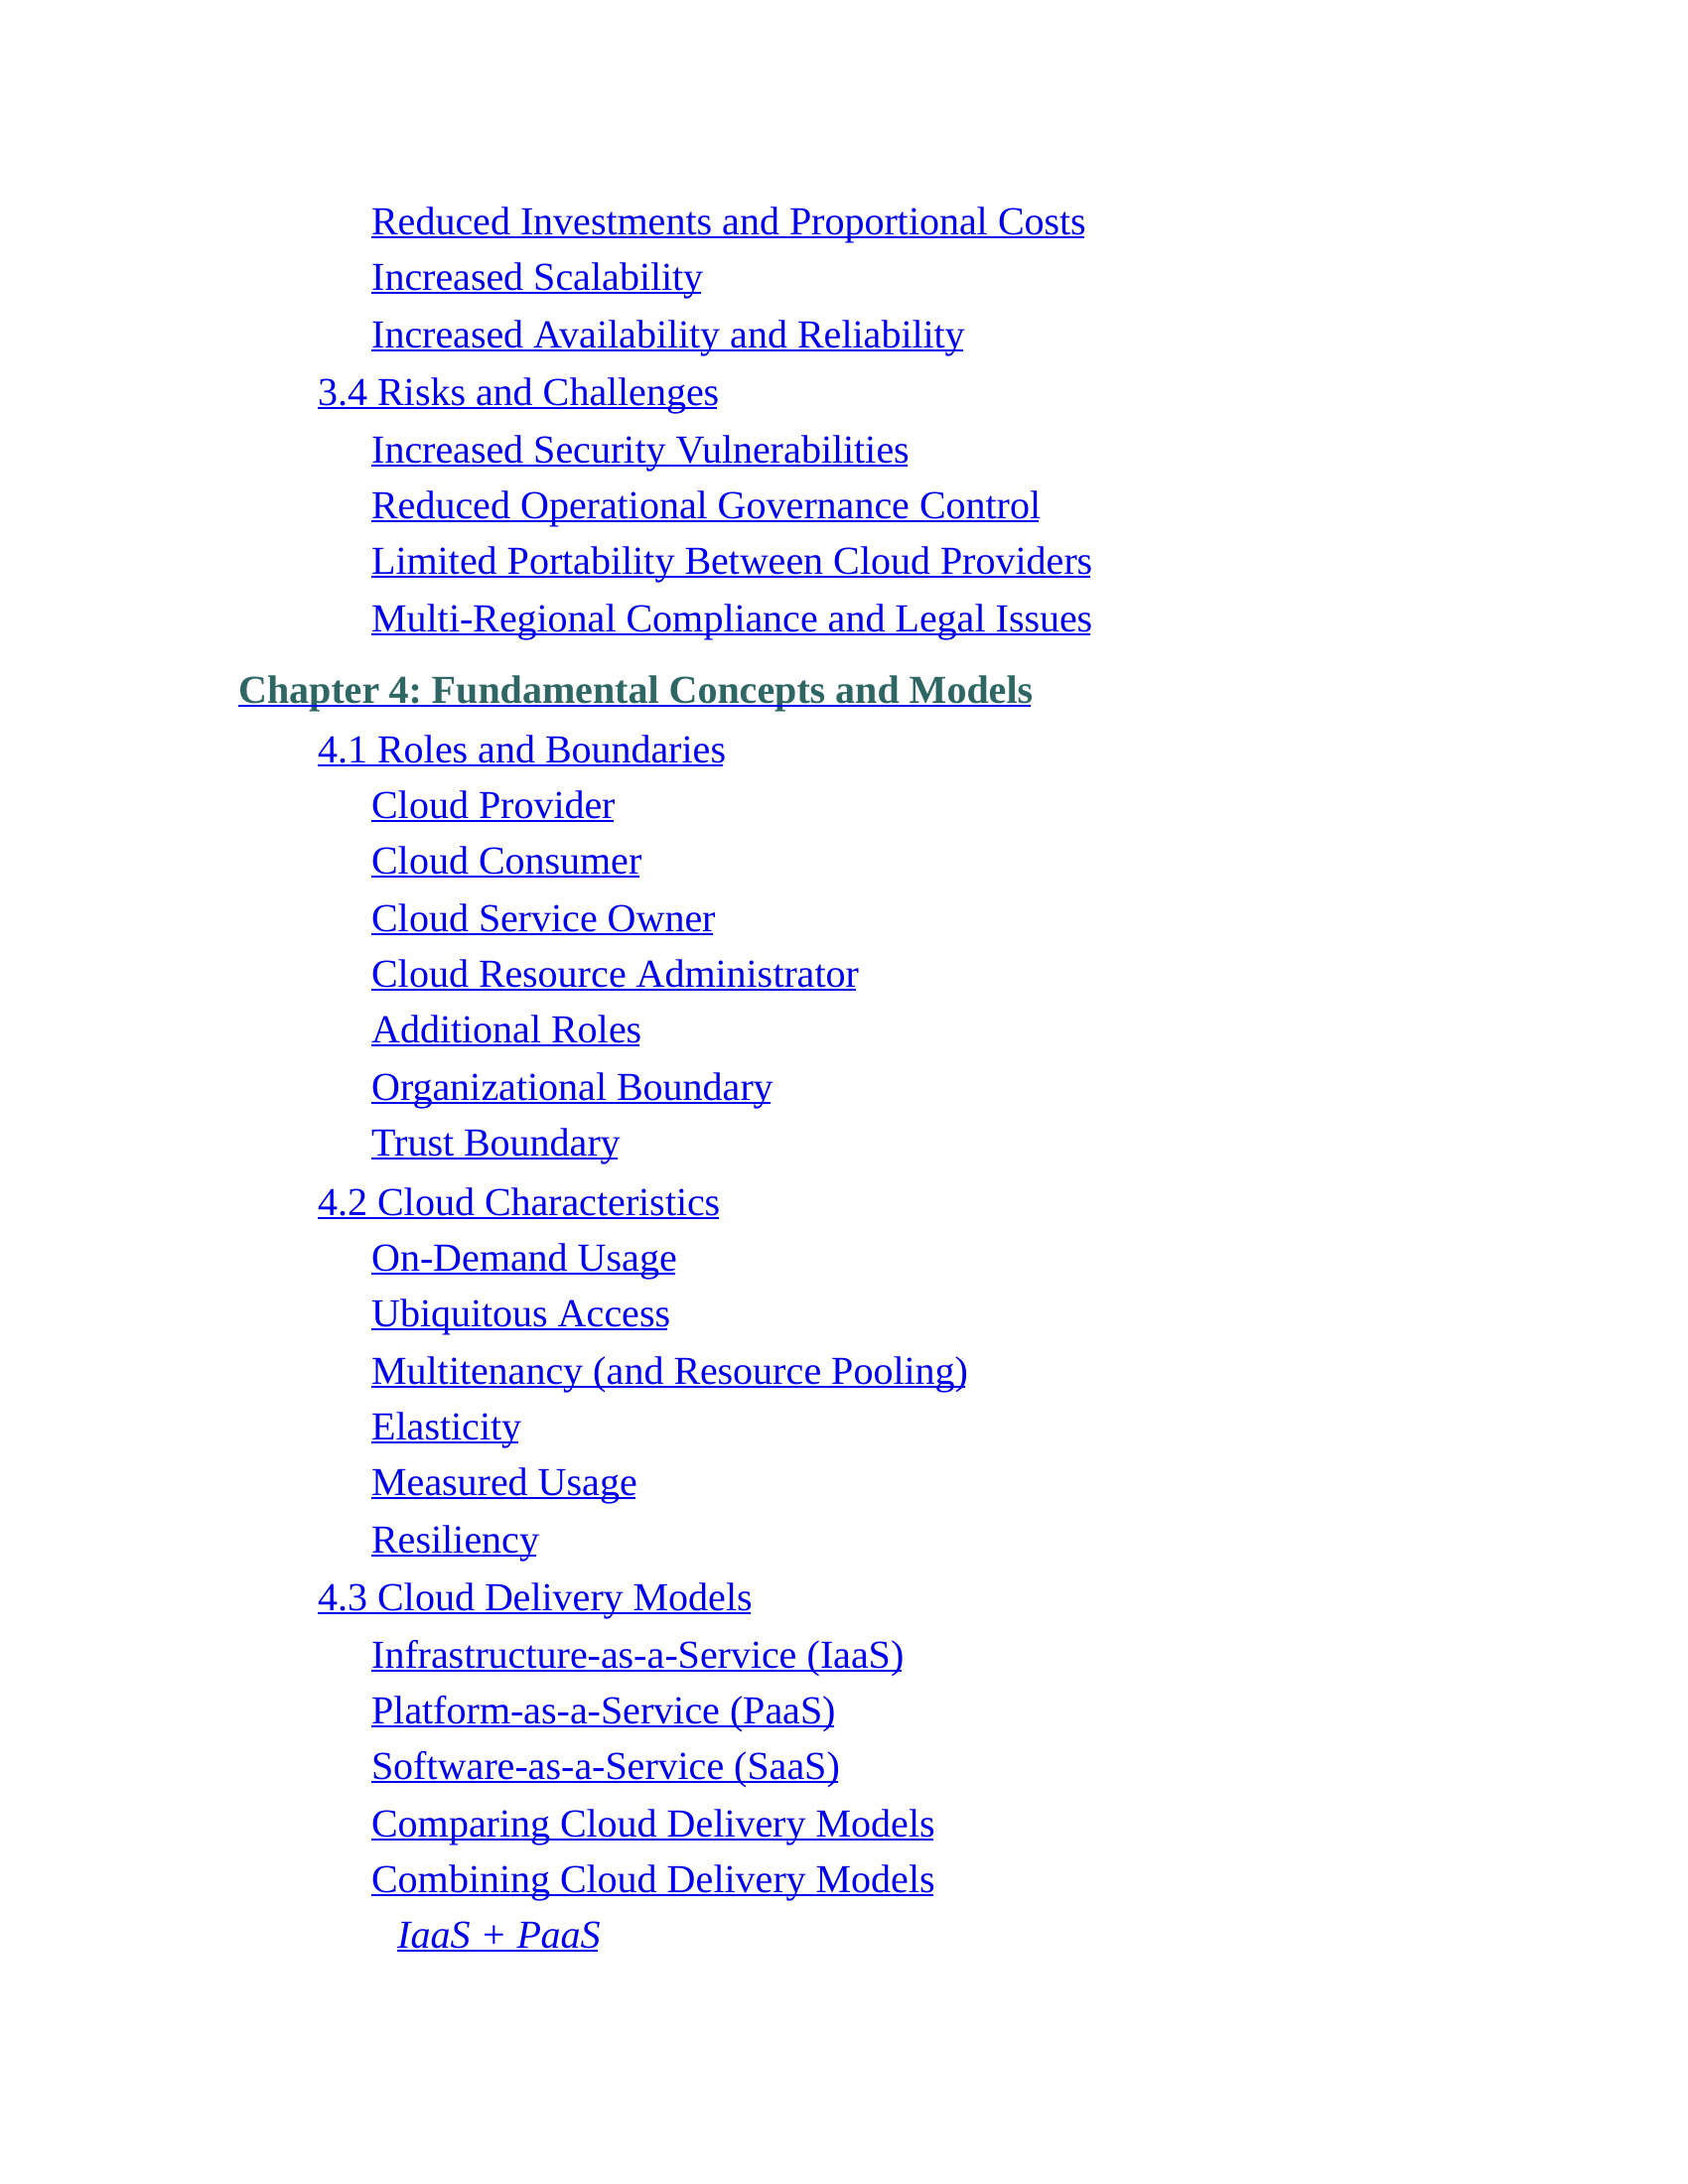 Reduced Investments and Proportional Costs
Increased Scalability
Increased Availability and Reliability
3.4 Risks and Challenges
Increased Security Vulnerabilities
Reduced Operational Governance Control
Limited Portability Between Cloud Providers
Multi-Regional Compliance and Legal Issues
Chapter 4: Fundamental Concepts and Models
4.1 Roles and Boundaries
Cloud Provider
Cloud Consumer
Cloud Service Owner
Cloud Resource Administrator
Additional Roles
Organizational Boundary
Trust Boundary
4.2 Cloud Characteristics
On-Demand Usage
Ubiquitous Access
Multitenancy (and Resource Pooling)
Elasticity
Measured Usage
Resiliency
4.3 Cloud Delivery Models
Infrastructure-as-a-Service (IaaS)
Platform-as-a-Service (PaaS)
Software-as-a-Service (SaaS)
Comparing Cloud Delivery Models
Combining Cloud Delivery Models
IaaS + PaaS